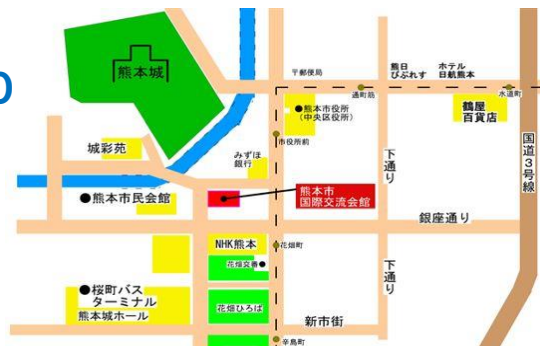 熊本城
〒郵便局
熊日
びぷれす
ホテル
日航熊本
通町筋
水道町
●熊本市役所
(中央区役所)
鶴屋
百貨店
市役所前
城彩苑
みずほ
銀行
下通り
国道3号線
●熊本市民会館
熊本市
国際交流会館
銀座通り
NHK熊本
花畑町
花畑交番●
下通り
●桜町バス
ターミナル
熊本城ホール
花畑ひろば
新市街
辛島町